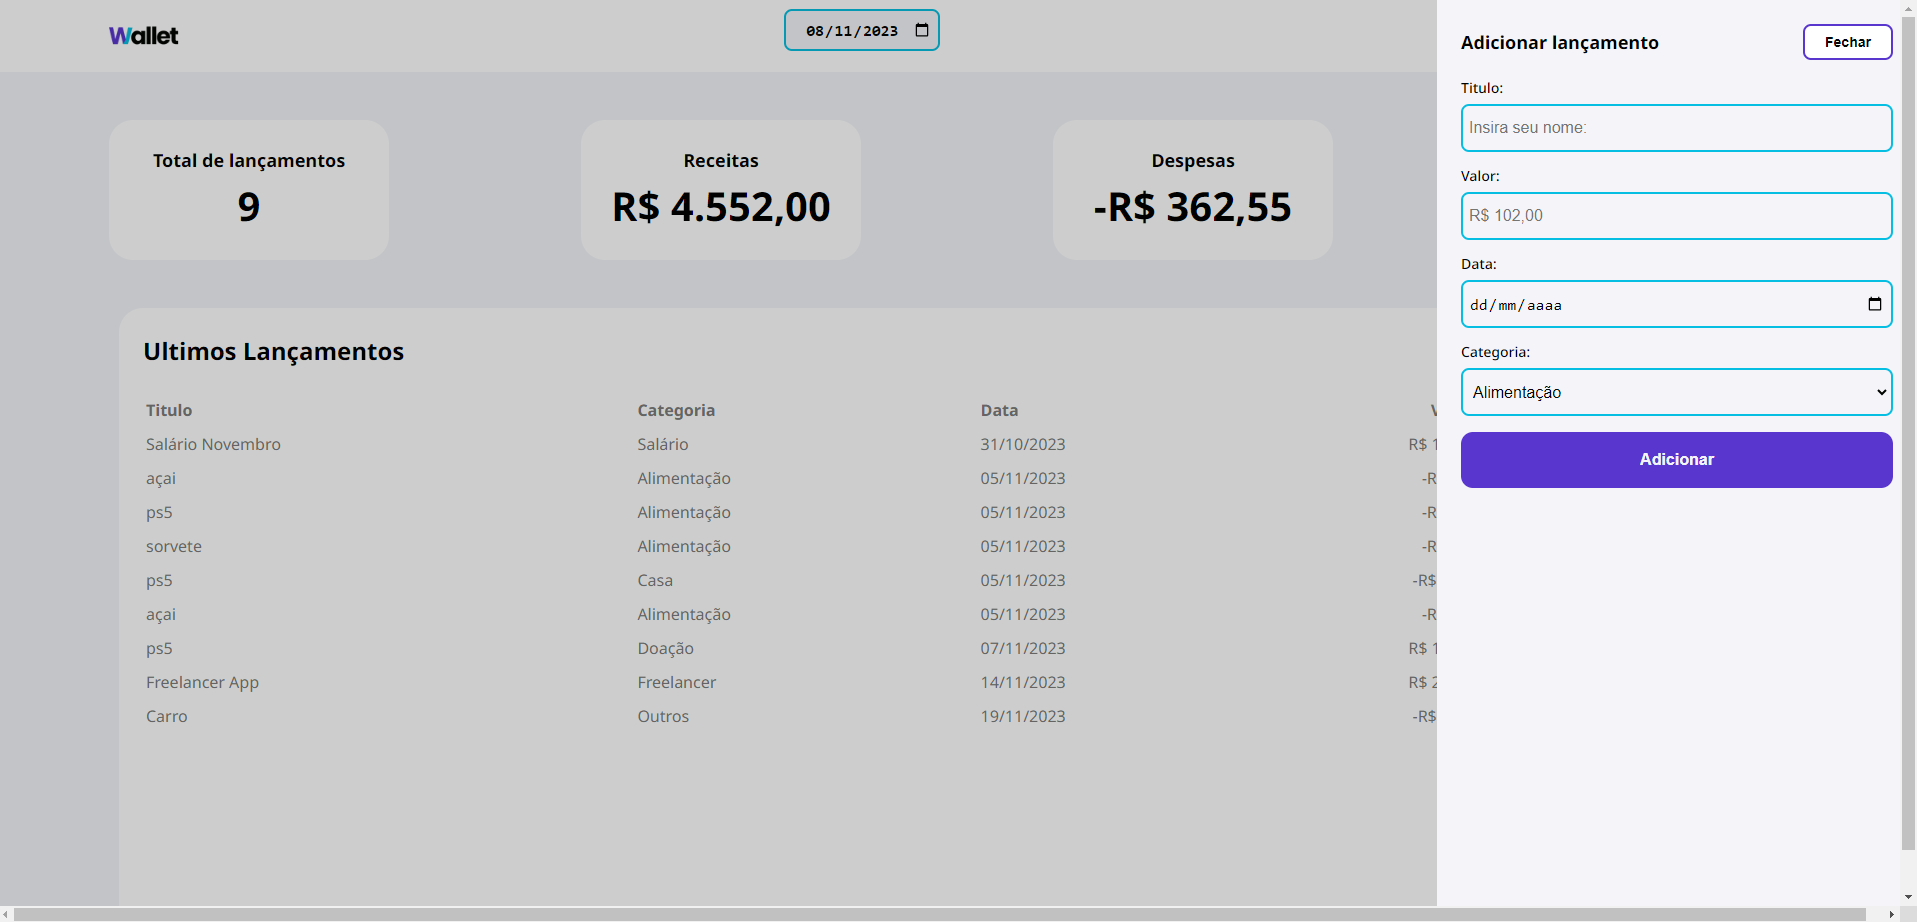 Wallet
08/11/2023
Total de lançamentos
9
Receitas
R$ 4.552,00
Despesas
-R$ 362,55
Ultimos Lançamentos
Titulo Categoria Data
Salário Novembro Salário 31/10/2023 R$ 1
açai Alimentação 05/11/2023 -R
ps5 Alimentação 05/11/2023 -R
sorvete Alimentação 05/11/2023 -R
ps5 Casa 05/11/2023 -R$
açai Alimentação 05/11/2023 -R
ps5 Doação 07/11/2023 R$ 1
Freelancer App Freelancer 14/11/2023 R$ 2
Carro Outros 19/11/2023 -R$
Adicionar lançamento
Fechar
Titulo:
Insira seu nome:
Valor:
R$ 102,00
Data:
dd/mm/aaaa
Categoria:
Alimentação
Adicionar